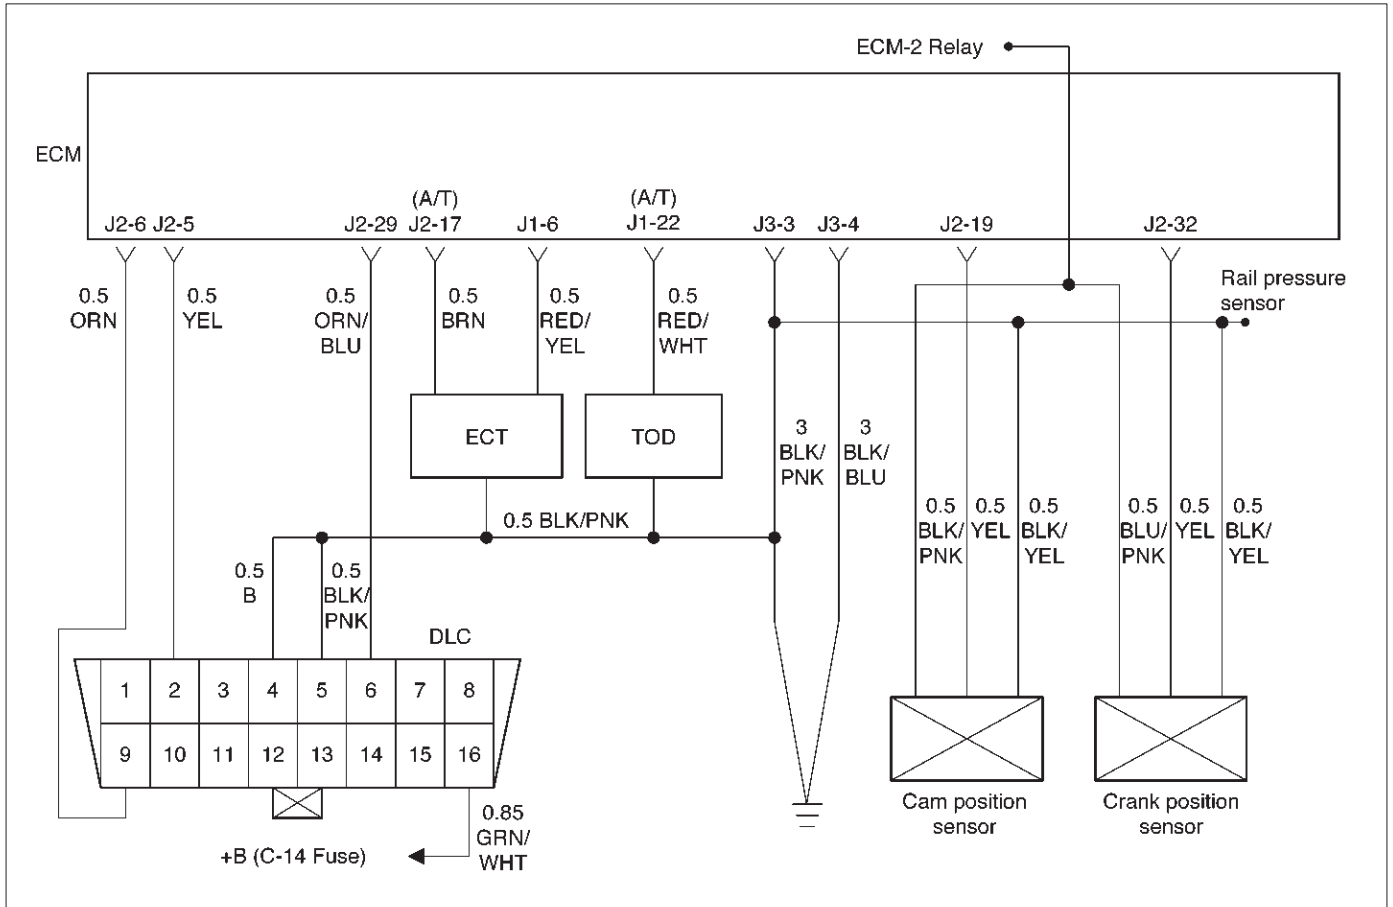 ECM-2 Relay
ECM
(A/T)
(A/T)
J2-6
J2-5
J2-29
J2-17
J1-6
J1-22
J3-3
J3-4
J2-19
J2-32
Rail pressure
sensor
0.5
ORN
0.5
YEL
0.5
ORN/
BLU
0.5
BRN
0.5
RED/
YEL
0.5
RED/
WHT
ECT
TOD
3
BLK/
PNK
3
BLK/
BLU
0.5 BLK/PNK
0.5
BLK/
PNK
0.5
YEL
0.5
BLK/
YEL
0.5
BLU/
PNK
0.5
YEL
0.5
BLK/
YEL
0.5
B
0.5
BLK/
PNK
DLC
1 2 3 4 5 6 7 8
9 10 11 12 13 14 15 16
Cam position
sensor
Crank position
sensor
0.85
GRN/
WHT
+B (C-14 Fuse)